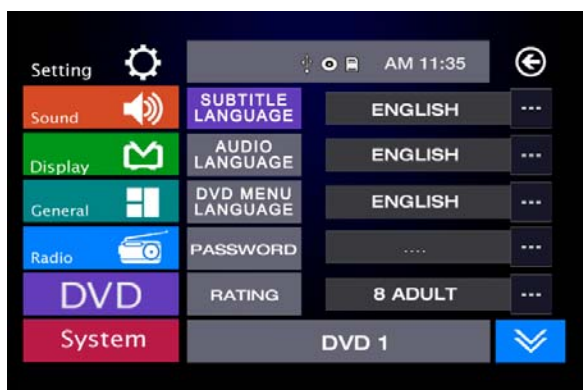 Setting
AM 11:35
Sound
SUBTITLE
LANGUAGE
ENGLISH
---
Display
AUDIO
LANGUAGE
ENGLISH
---
General
DVD MENU
LANGUAGE
ENGLISH
---
Radio
PASSWORD
....
---
DVD
RATING
8 ADULT
---
System
DVD 1